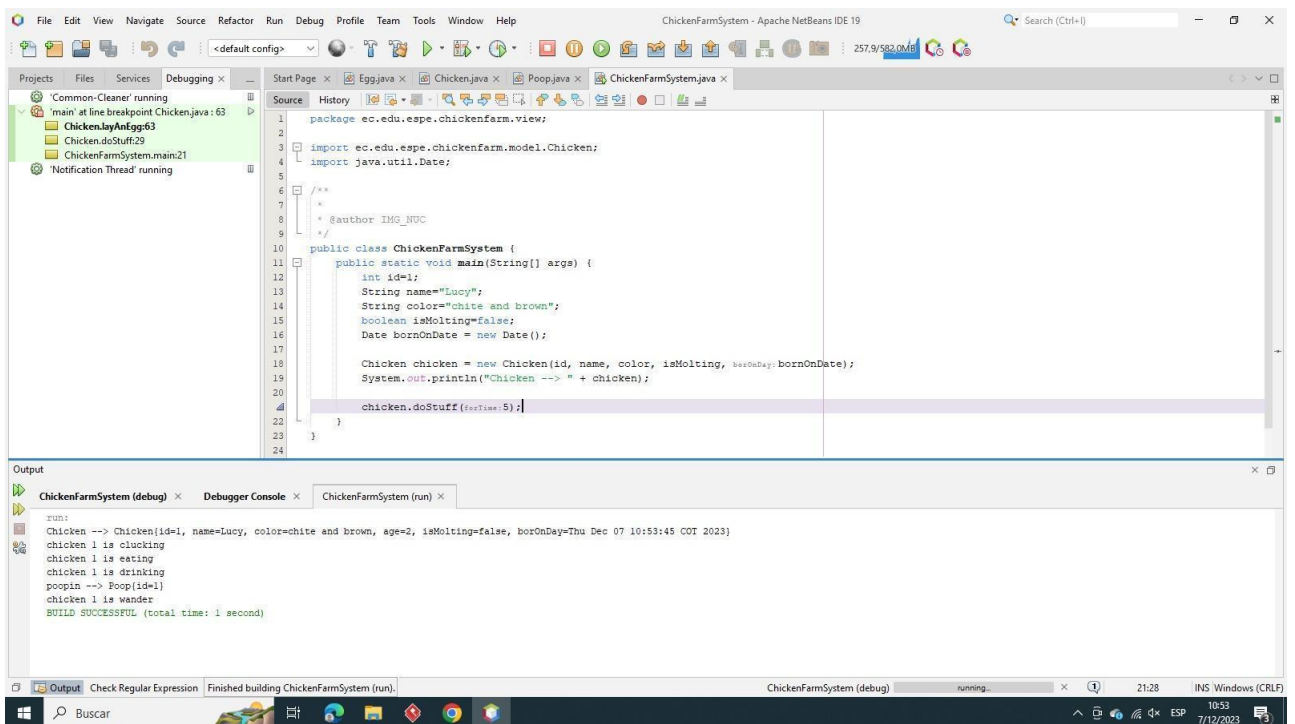 File Edit View Navigate Source Refactor Run Debug Profile Team Tools Window Help ChickenFarmSystem - Apache NetBeans IDE 19 Search (Ctrl+I)
<default config> 257,9/582,0MB
Projects Files Services Debugging
'Common-Cleaner' running
'main' at line breakpoint Chicken.java : 63
Chicken.layAnEgg:63
Chicken.doStuff:29
ChickenFarmSystem.main:21
'Notification Thread' running
Start Page Egg.java Chicken.java Poop.java ChickenFarmSystem.java
Source History
1 package ec.edu.espe.chickenfarm.view;
2
3 import ec.edu.espe.chickenfarm.model.Chicken;
4 import java.util.Date;
5
6 /**
7 *
8 * @author IMG_NUC
9 */
10 public class ChickenFarmSystem {
11 public static void main(String[] args) {
12 int id=1;
13 String name="Lucy";
14 String color="chite and brown";
15 boolean isMolting=false;
16 Date bornOnDate = new Date();
17
18 Chicken chicken = new Chicken(id, name, color, isMolting, borOnDay: bornOnDate);
19 System.out.println("Chicken --> " + chicken);
20
chicken.doStuff(forTime: 5);
22 }
23 }
24
Output
ChickenFarmSystem (debug) Debugger Console ChickenFarmSystem (run)
run:
Chicken --> Chicken{id=1, name=Lucy, color=chite and brown, age=2, isMolting=false, borOnDay=Thu Dec 07 10:53:45 COT 2023}
chicken 1 is clucking
chicken 1 is eating
chicken 1 is drinking
poopin --> Poop{id=1}
chicken 1 is wander
BUILD SUCCESSFUL (total time: 1 second)
Output Check Regular Expression Finished building ChickenFarmSystem (run). ChickenFarmSystem (debug) running... 1 21:28 INS Windows (CRLF)
Buscar ESP 10:53
7/12/2023 3